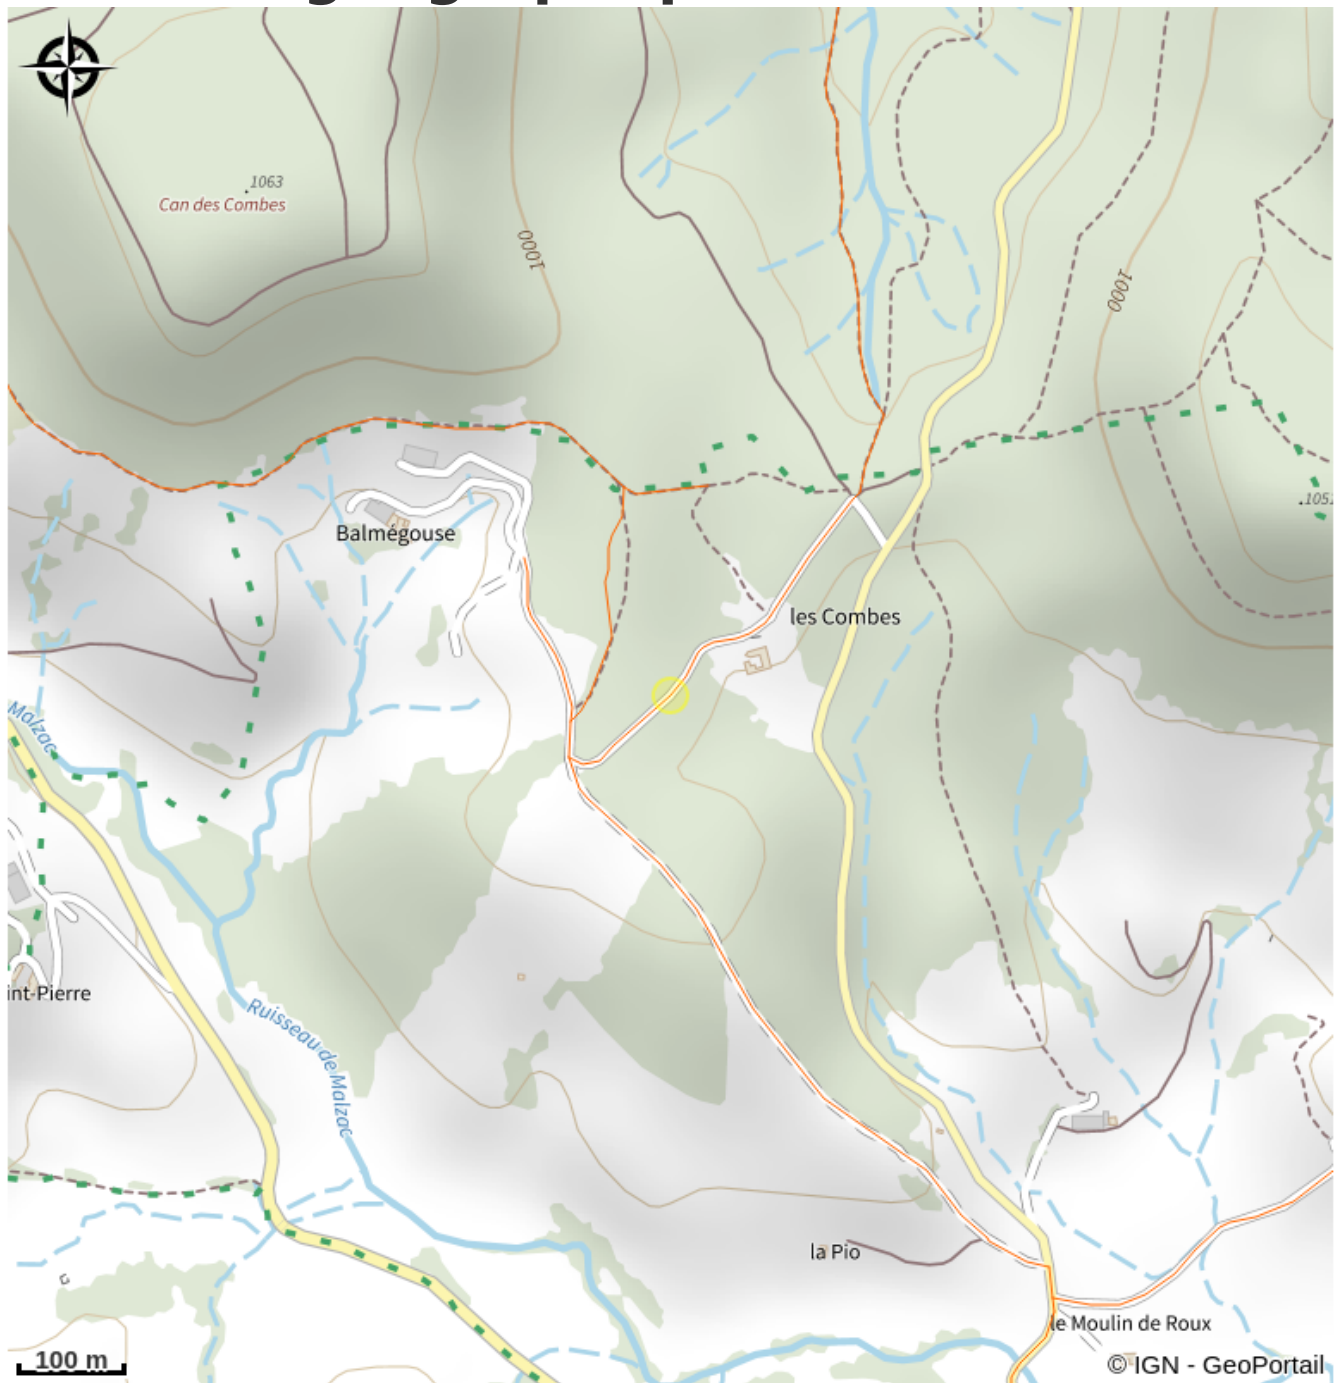 1063
Can des Combes
1000
1000
1051
Balmégouse
les Combes
Malzac
int-Pierre
Ruisseau de Malzac
la Pio
le Moulin de Roux
100 m
© IGN - GeoPortail